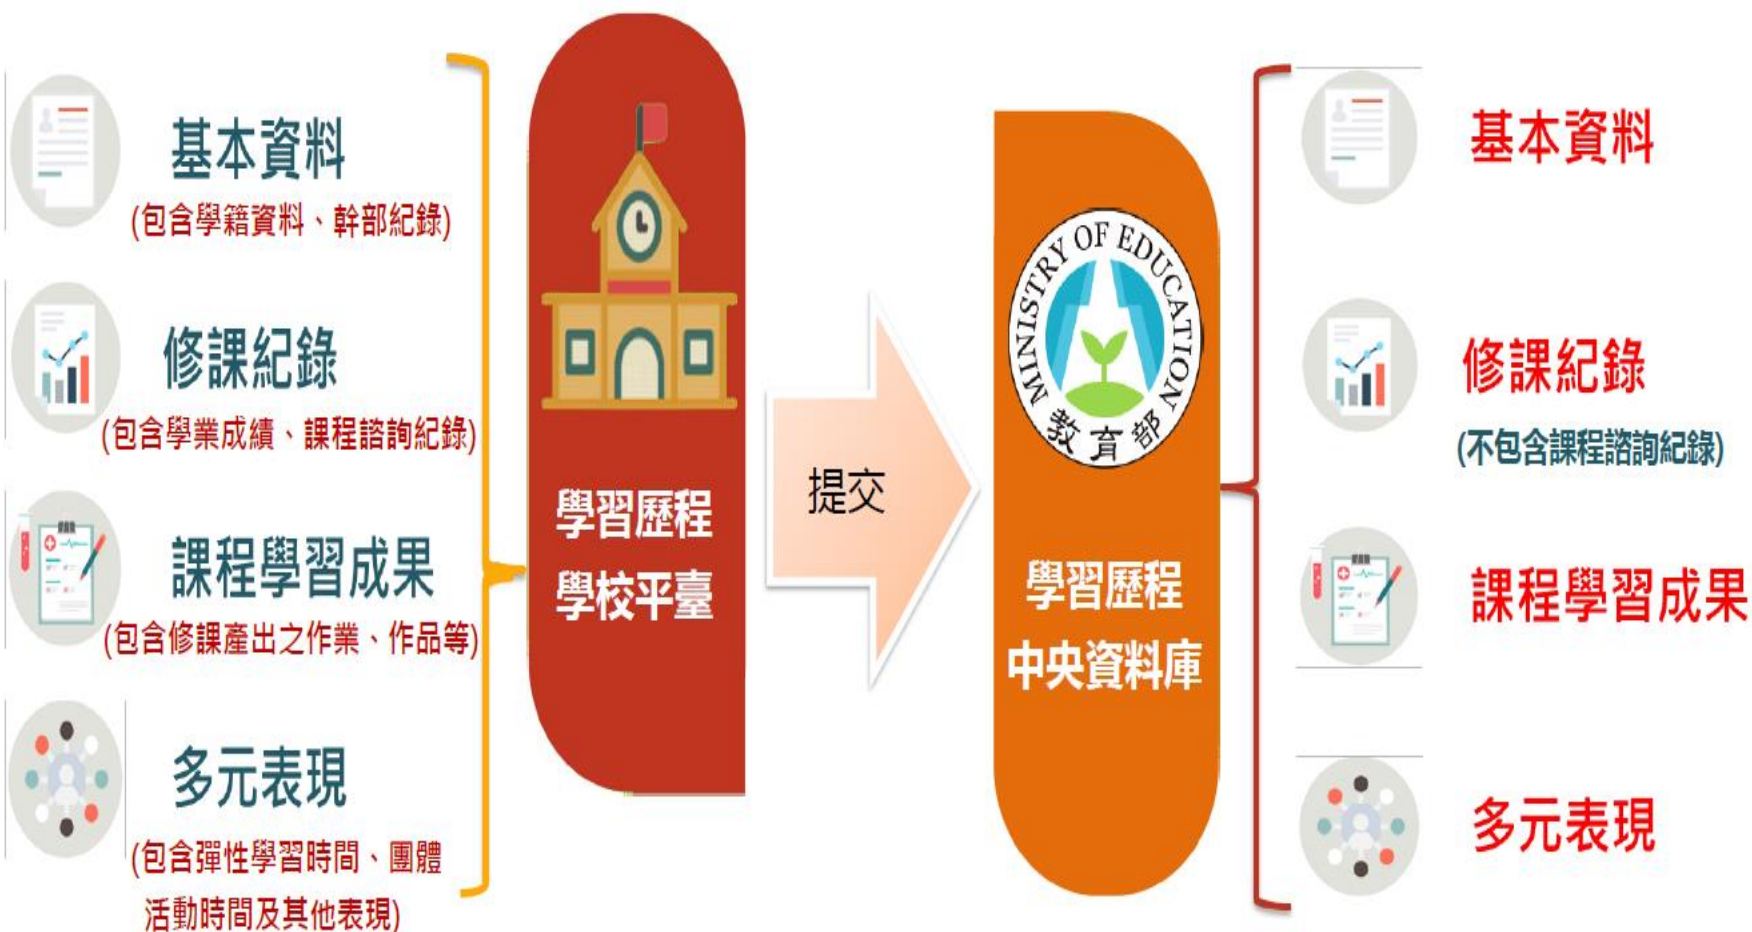 基本資料
(包含學籍資料、幹部紀錄)
修課紀錄
(包含學業成績、課程諮詢紀錄)
課程學習成果
(包含修課產出之作業、作品等)
多元表現
(包含彈性學習時間、團體
活動時間及其他表現)
學習歷程
學校平臺
提交
MINISTRY OF EDUCATION
教育部
學習歷程
中央資料庫
基本資料
修課紀錄
(不包含課程諮詢紀錄)
課程學習成果
多元表現